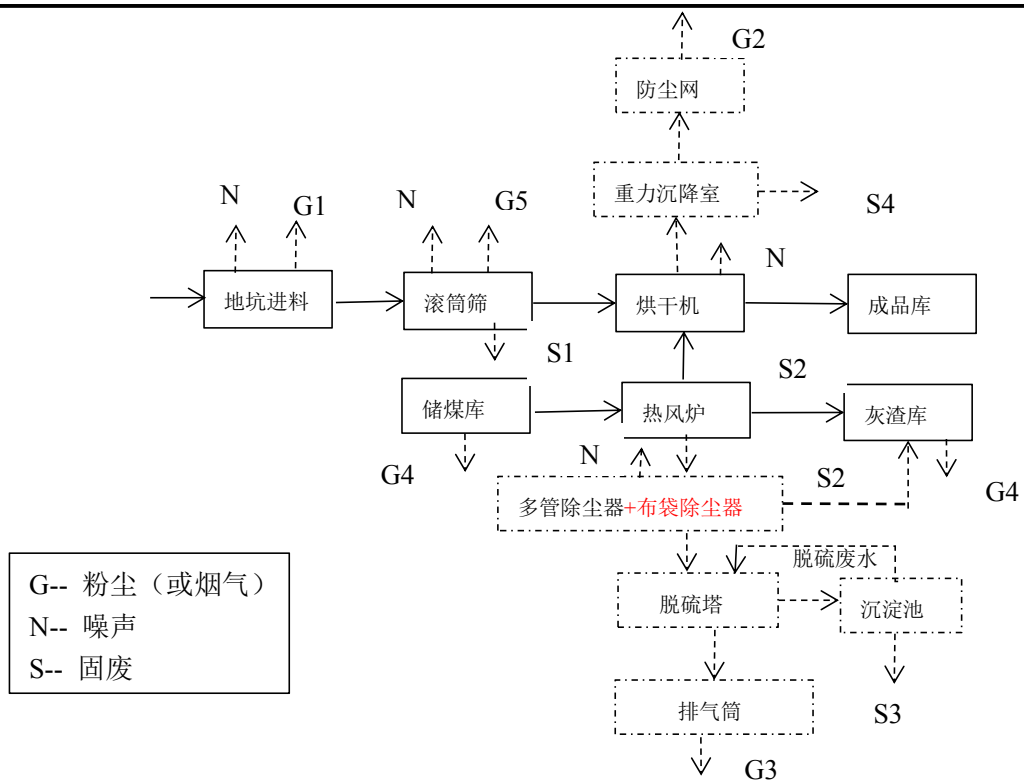 G2
防尘网
重力沉降室
S4
N
G1
N
G5
N
地坑进料
滚筒筛
烘干机
成品库
S1
S2
储煤库
热风炉
灰渣库
G4
N
S2
G4
多管除尘器+布袋除尘器
脱硫废水
脱硫塔
沉淀池
G-- 粉尘（或烟气）
N-- 噪声
S-- 固废
排气筒
S3
G3